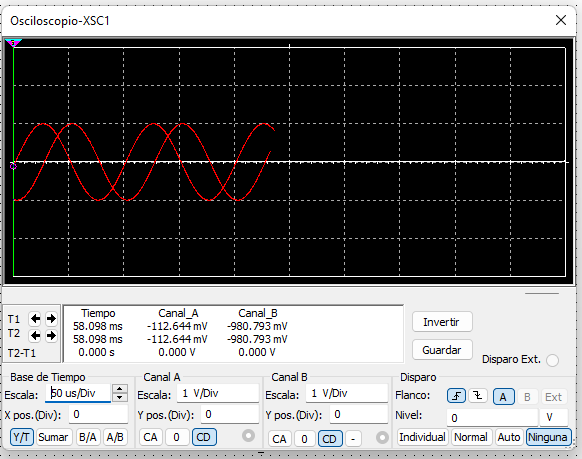 Osciloscopio-XSC1
T1
T2
T2-T1
Tiempo Canal_A Canal_B
58.098 ms -112.644 mV -980.793 mV
58.098 ms -112.644 mV -980.793 mV
0.000 s 0.000 V 0.000 V
Invertir
Guardar
Disparo Ext.
Base de Tiempo
Escala: 50 us/Div
X pos.(Div): 0
Y/T Sumar B/A A/B
Canal A
Escala: 1 V/Div
Y pos.(Div): 0
CA 0 CD
Canal B
Escala: 1 V/Div
Y pos.(Div): 0
CA 0 CD -
Disparo
Flanco: A B Ext
Nivel: 0 V
Individual Normal Auto Ninguna